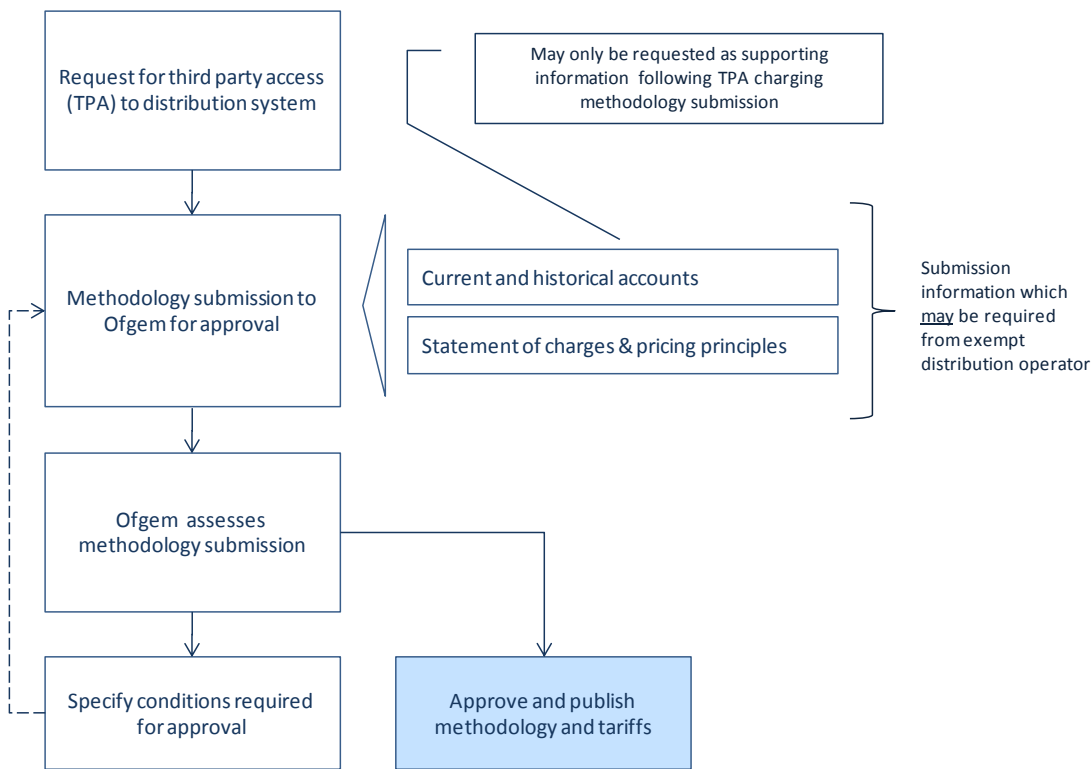 Request for third party access
(TPA) to distribution system
May only be requested as supporting
information following TPA charging
methodology submission
Methodology submission to
Ofgem for approval
Current and historical accounts
Statement of charges & pricing principles
Submission
information which
may be required
from exempt
distribution operator
Ofgem assesses
methodology submission
Specify conditions required
for approval
Approve and publish
methodology and tariffs